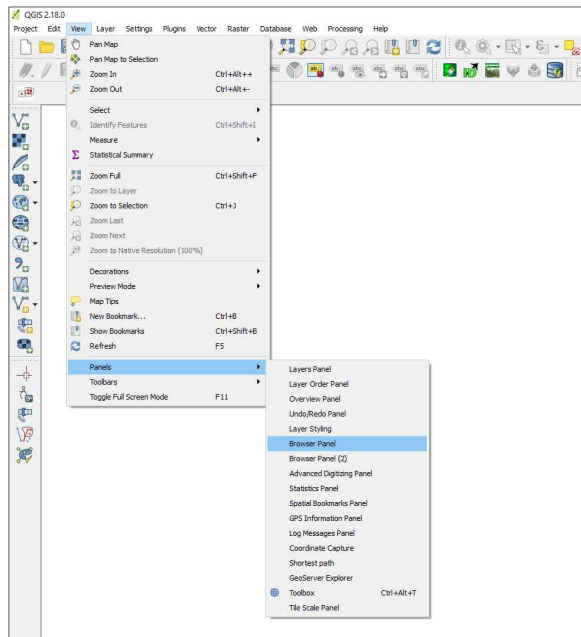 QGIS 2.18.0
Project Edit View Layer Settings Plugins Vector Raster Database Web Processing Help
Pan Map
Pan Map to Selection
Zoom In Ctrl+Alt++
Zoom Out Ctrl+Alt+-
Select
Identify Features Ctrl+Shift+I
Measure
Statistical Summary
Zoom Full Ctrl+Shift+F
Zoom to Layer
Zoom to Selection Ctrl+J
Zoom Last
Zoom Next
Zoom to Native Resolution (100%)
Decorations
Preview Mode
Map Tips
New Bookmark... Ctrl+B
Show Bookmarks Ctrl+Shift+B
Refresh F5
Panels
Toolbars
Toggle Full Screen Mode F11
Layers Panel
Layer Order Panel
Overview Panel
Undo/Redo Panel
Layer Styling
Browser Panel
Browser Panel (2)
Advanced Digitizing Panel
Statistics Panel
Spatial Bookmarks Panel
GPS Information Panel
Log Messages Panel
Coordinate Capture
Shortest path
GeoServer Explorer
Toolbox Ctrl+Alt+T
Tile Scale Panel